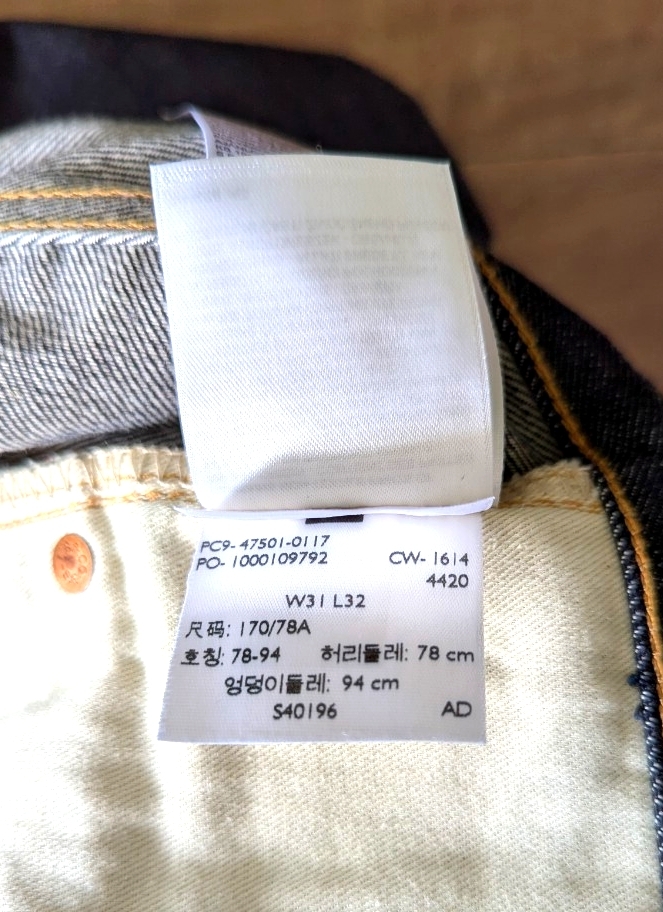 PC9- 47501-0117
PO- 1000109792 CW- 1614
4420
W31 L32
尺码: 170/78A
호칭: 78-94 허리둘레: 78 cm
엉덩이둘레: 94 cm
S40196 AD